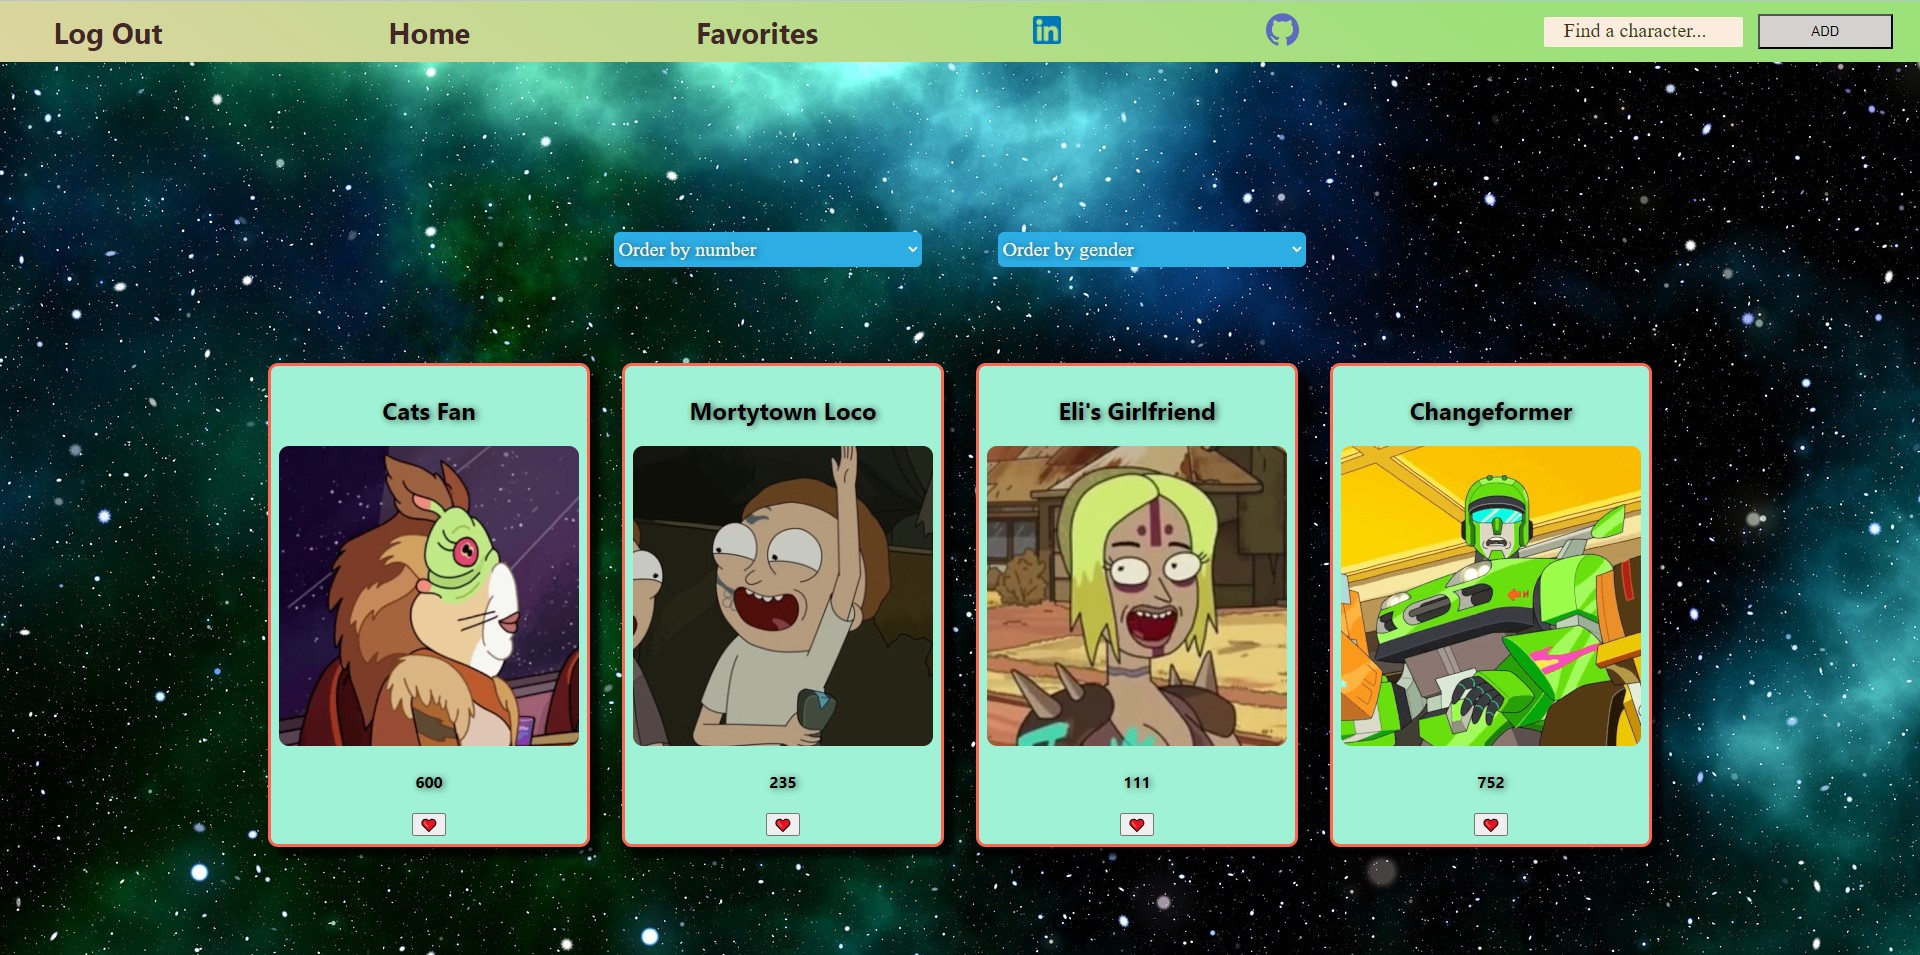 Log Out Home Favorites in Find a character... ADD
Order by number Order by gender
Cats Fan Mortytown Loco Eli's Girlfriend Changeformer
600 235 111 752